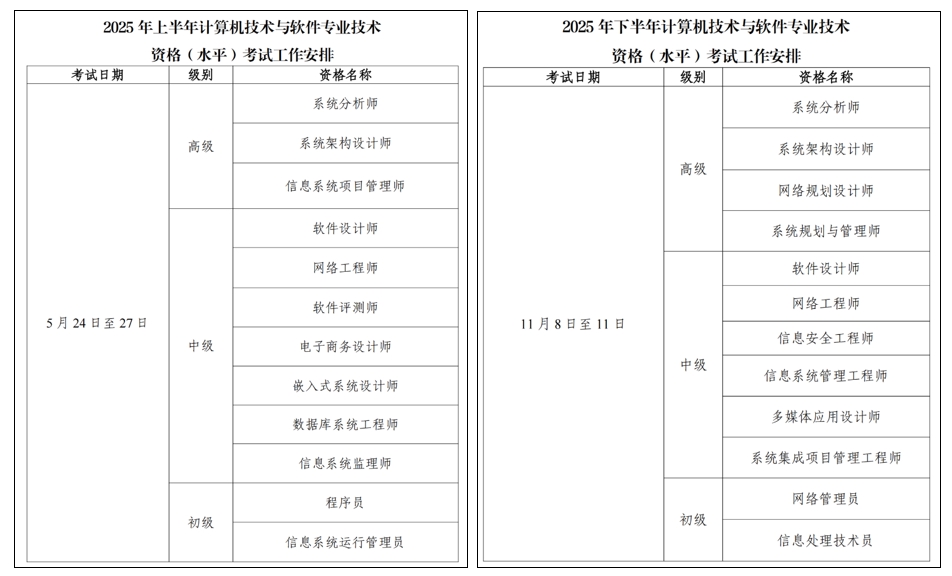 2025 年上半年计算机技术与软件专业技术
资格（水平）考试工作安排
考试日期 级别 资格名称
5 月 24 日至 27 日
高级
系统分析师
系统架构设计师
信息系统项目管理师
中级
软件设计师
网络工程师
软件评测师
电子商务设计师
嵌入式系统设计师
数据库系统工程师
信息系统监理师
初级
程序员
信息系统运行管理员
2025 年下半年计算机技术与软件专业技术
资格（水平）考试工作安排
考试日期 级别 资格名称
11 月 8 日至 11 日
高级
系统分析师
系统架构设计师
网络规划设计师
系统规划与管理师
中级
软件设计师
网络工程师
信息安全工程师
信息系统管理工程师
多媒体应用设计师
系统集成项目管理工程师
初级
网络管理员
信息处理技术员